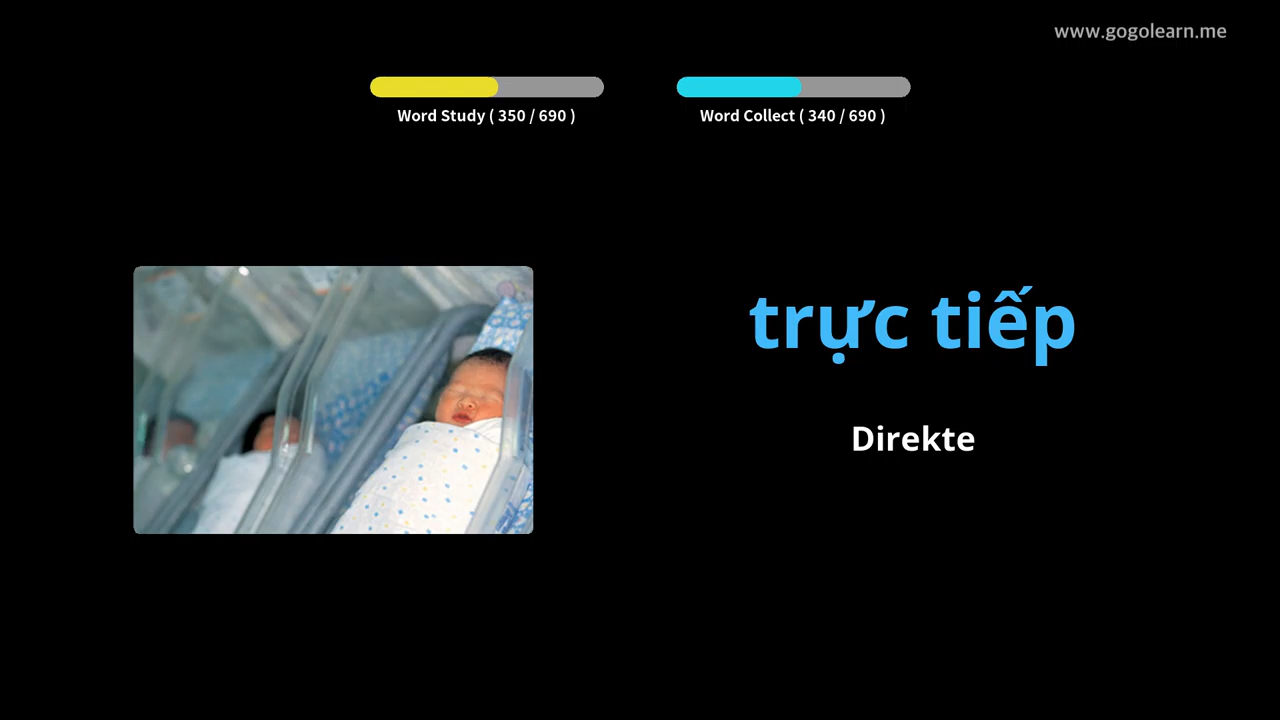 www.gogolearn.me
Word Study ( 350 / 690 )
Word Collect ( 340 / 690 )
trực tiếp
Direkte